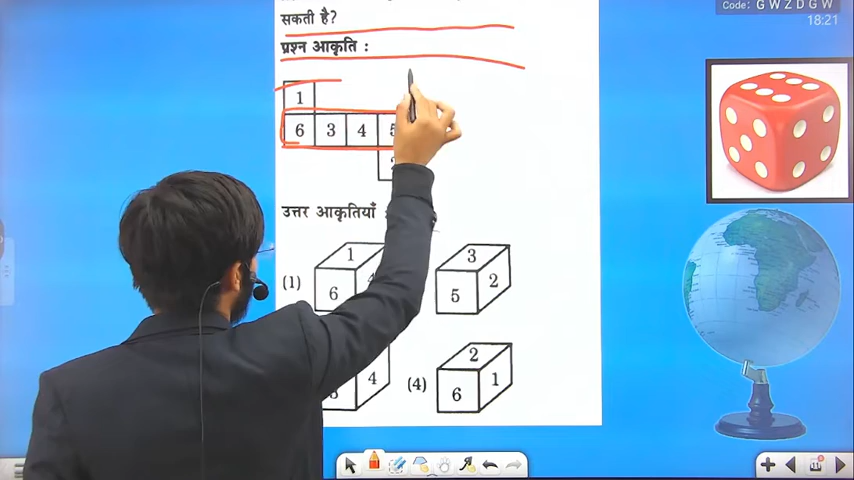 सकती है?
प्रश्न आकृति :
1
6 3 4 5
उत्तर आकृतियाँ
(1) 1 6 4
3 5 2
4
(4) 2 6 1
Code: G W Z D G W
18:21